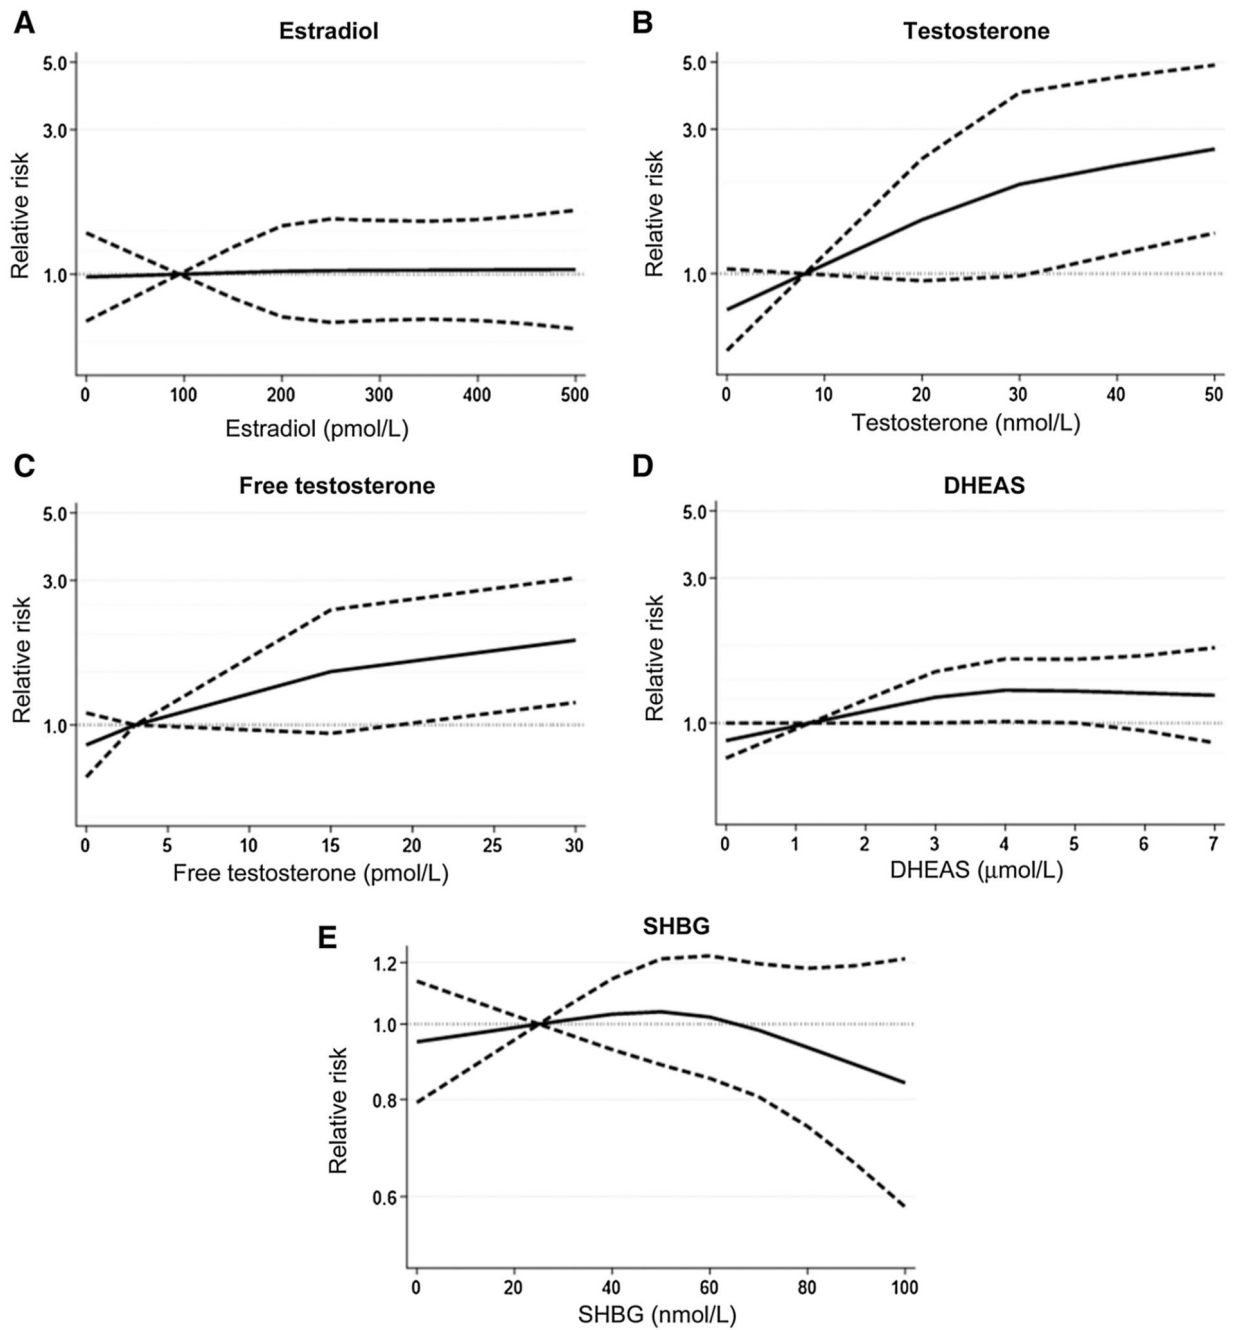 A
Estradiol
5.0
3.0
1.0
Relative risk
0 100 200 300 400 500
Estradiol (pmol/L)
B
Testosterone
5.0
3.0
1.0
Relative risk
0 10 20 30 40 50
Testosterone (nmol/L)
C
Free testosterone
5.0
3.0
1.0
Relative risk
0 5 10 15 20 25 30
Free testosterone (pmol/L)
D
DHEAS
5.0
3.0
1.0
Relative risk
0 1 2 3 4 5 6 7
DHEAS (μmol/L)
E
SHBG
1.2
1.0
0.8
0.6
Relative risk
0 20 40 60 80 100
SHBG (nmol/L)